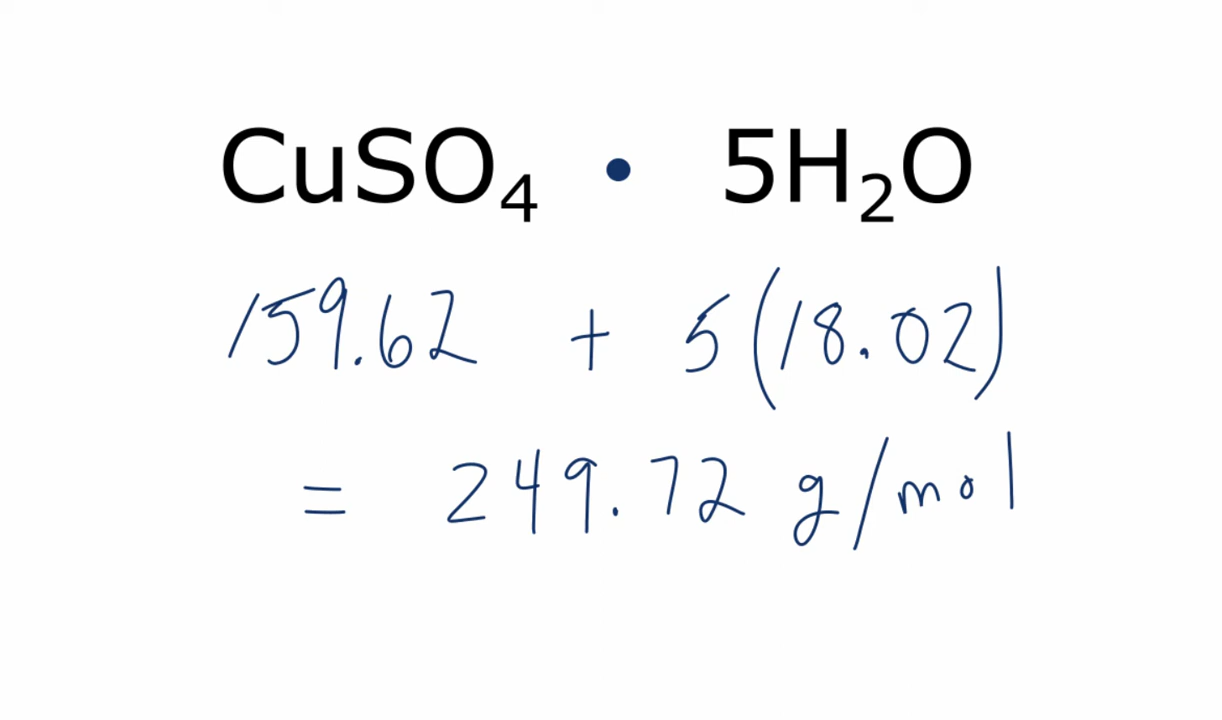 CuSO₄ • 5H₂O
159.62 + 5(18.02)
= 249.72 g/mol